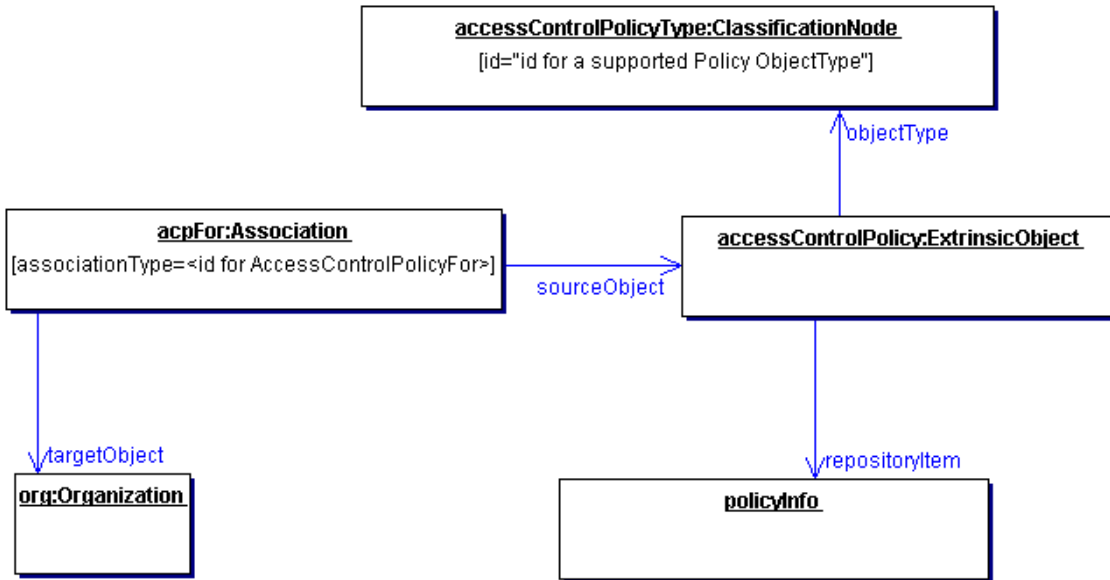 accessControlPolicyType:ClassificationNode
[id="id for a supported Policy ObjectType"]
objectType
acpFor:Association
[associationType=<id for AccessControlPolicyFor>]
accessControlPolicy:ExtrinsicObject
sourceObject
targetObject
repositoryItem
org:Organization
policyInfo